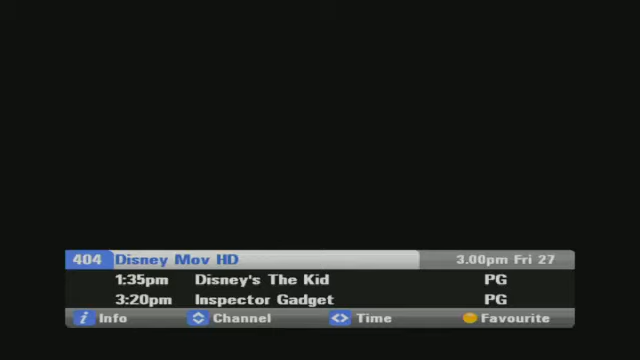 404 Disney Mov HD 3.00pm Fri 27
1:35pm Disney's The Kid PG
3:20pm Inspector Gadget PG
i Info Channel Time Favourite